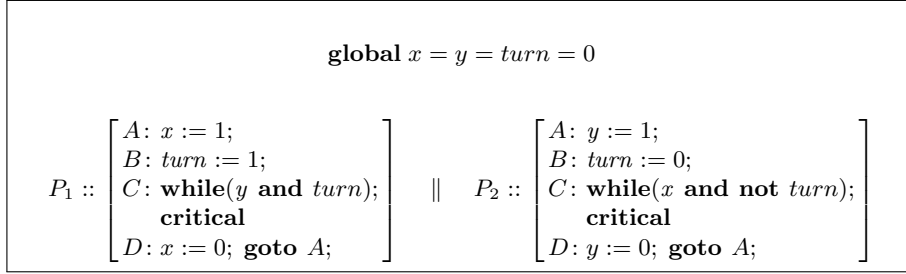 global x = y = turn = 0
P₁ :: [ A: x := 1;
B: turn := 1;
C: while(y and turn);
critical
D: x := 0; goto A; ]
‖
P₂ :: [ A: y := 1;
B: turn := 0;
C: while(x and not turn);
critical
D: y := 0; goto A; ]